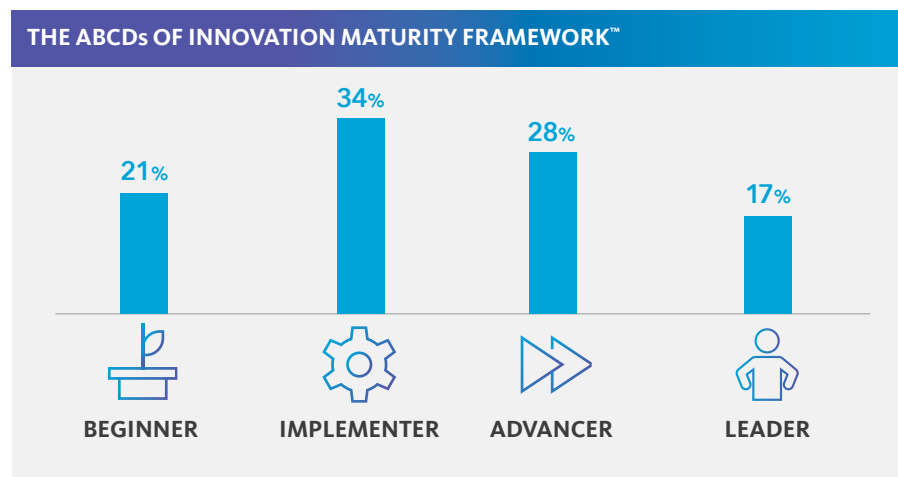 THE ABCDs OF INNOVATION MATURITY FRAMEWORK™
21%
34%
28%
17%
BEGINNER
IMPLEMENTER
ADVANCER
LEADER